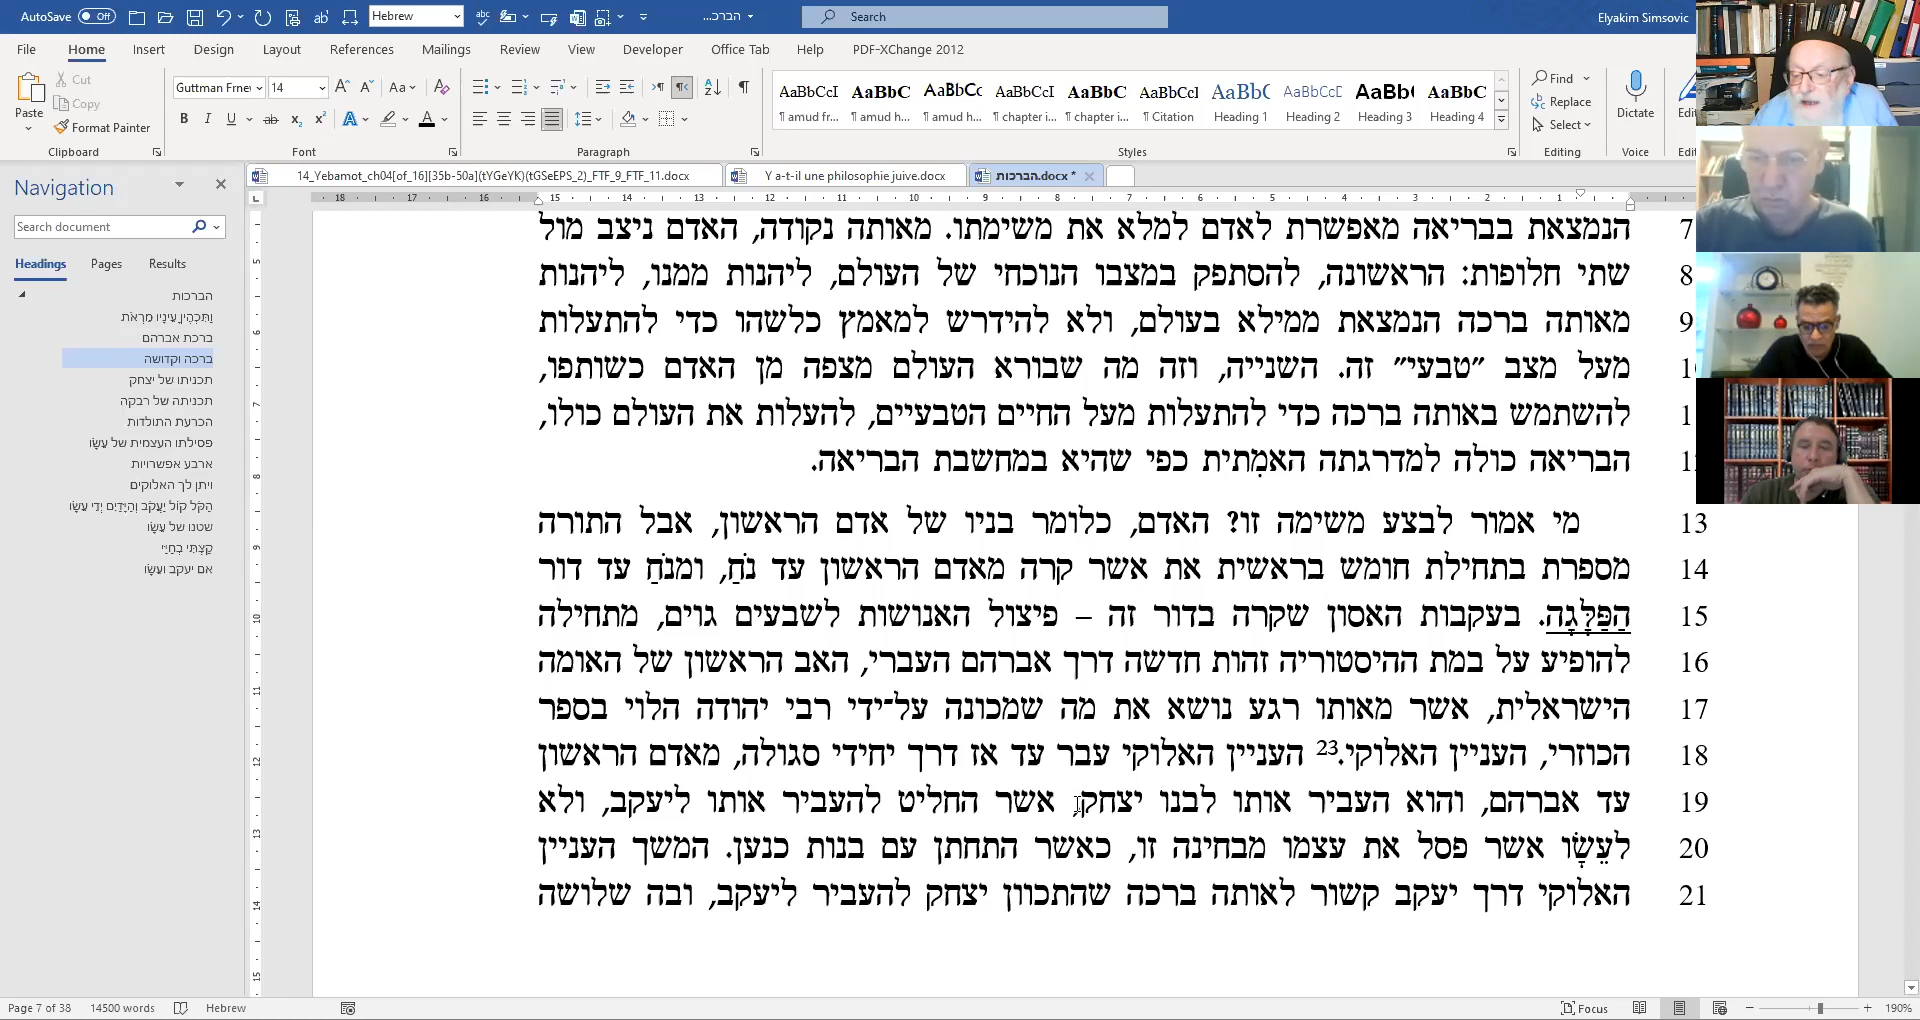 AutoSave Off Hebrew הברכ... Search Elyakim Simsovic
File Home Insert Design Layout References Mailings Review View Developer Office Tab Help PDF-XChange 2012
Paste Cut Copy Format Painter
Guttman Frne 14
AaBbCcI AaBbC AaBbCc AaBbCcI AaBbC AaBbCcI AaBbC AaBbCcD AaBb AaBbC
¶ amud fr... ¶ amud h... ¶ amud h... ¶ chapter i... ¶ chapter i... ¶ Citation Heading 1 Heading 2 Heading 3 Heading 4
Find Replace Select
Dictate
Clipboard Font Paragraph Styles Editing Voice
14_Yebamot_ch04[of_16][35b-50a](tYGeYK)(tGSeEPS_2)_FTF_9_FTF_11.docx
Y a-t-il une philosophie juive.docx
הברכות.docx *
Navigation
Search document
Headings Pages Results
הברכות
וַתִּכְהֶיןָ עֵינָיו מֵרְאֹת
ברכת אברהם
ברכה וקדושה
תכניתו של יצחק
תכניתה של רבקה
הכרעת התולדות
פסילתו העצמית של עֵשָׂו
ארבע אפשרויות
ויתן לך האלוקים
הַקֹּל קוֹל יַעֲקֹב וְהַיָּדַיִם יְדֵי עֵשָׂו
שטנו של עֵשָׂו
קַצְתִּי בְחַיַּי
אם יעקב ועֵשָׂו
7 הנמצאת בבריאה מאפשרת לאדם למלא את משימתו. מאותה נקודה, האדם ניצב מול
8 שתי חלופות: הראשונה, להסתפק במצבו הנוכחי של העולם, ליהנות ממנו, ליהנות
9 מאותה ברכה הנמצאת ממילא בעולם, ולא להידרש למאמץ כלשהו כדי להתעלות
מעל מצב "טבעי" זה. השנייה, וזה מה שבורא העולם מצפה מן האדם כשותפו,
להשתמש באותה ברכה כדי להתעלות מעל החיים הטבעיים, להעלות את העולם כולו,
הבריאה כולה למדרגתה האמִתית כפי שהיא במחשבת הבריאה.
13 מי אמור לבצע משימה זו? האדם, כלומר בניו של אדם הראשון, אבל התורה
14 מספרת בתחילת חומש בראשית את אשר קרה מאדם הראשון עד נֹחַ, ומנֹחַ עד דור
15 הַפַּלָּגָה. בעקבות האסון שקרה בדור זה – פיצול האנושות לשבעים גוים, מתחילה
16 להופיע על במת ההיסטוריה זהות חדשה דרך אברהם העברי, האב הראשון של האומה
17 הישראלית, אשר מאותו רגע נושא את מה שמכונה על־ידי רבי יהודה הלוי בספר
18 הכוזרי, העניין האלוקי.23 העניין האלוקי עבר עד אז דרך יחידי סגולה, מאדם הראשון
19 עד אברהם, והוא העביר אותו לבנו יצחק, אשר החליט להעביר אותו ליעקב, ולא
20 לעֵשָׂו אשר פסל את עצמו מבחינה זו, כאשר התחתן עם בנות כנען. המשך העניין
21 האלוקי דרך יעקב קשור לאותה ברכה שהתכוון יצחק להעביר ליעקב, ובה שלושה
Page 7 of 38 14500 words Hebrew Focus 190%